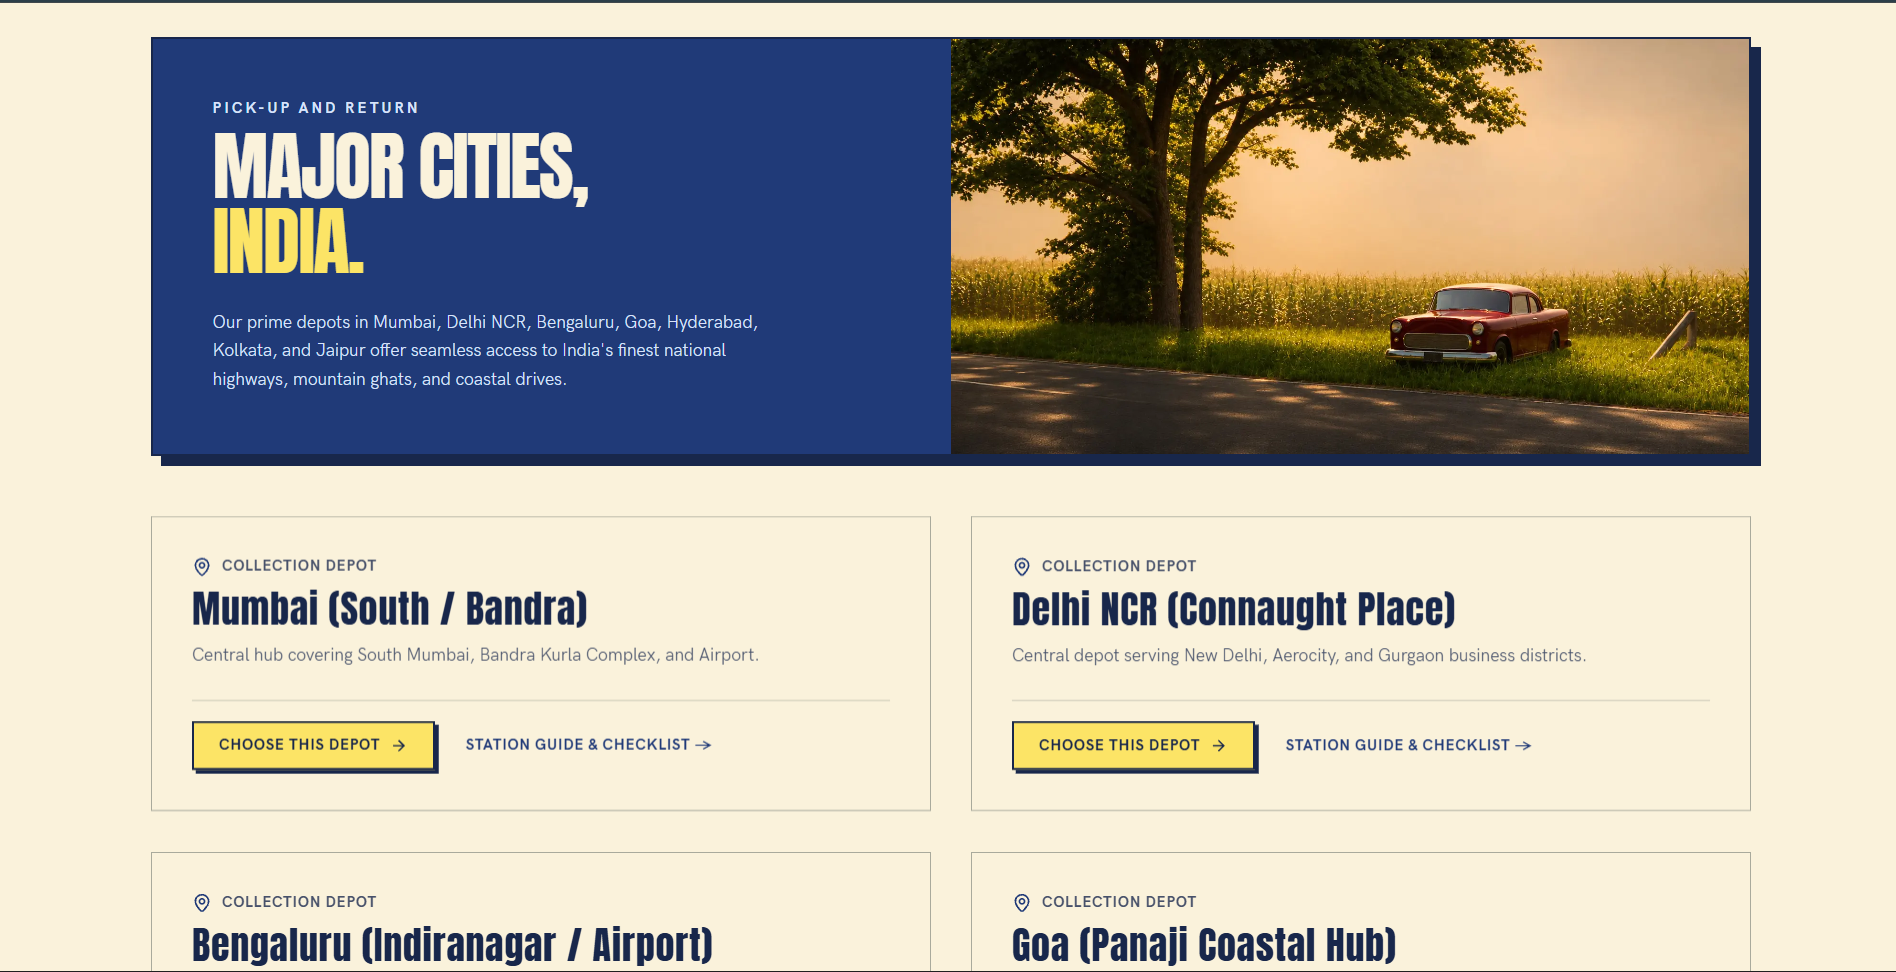 PICK-UP AND RETURN
MAJOR CITIES,
INDIA.
Our prime depots in Mumbai, Delhi NCR, Bengaluru, Goa, Hyderabad,
Kolkata, and Jaipur offer seamless access to India's finest national
highways, mountain ghats, and coastal drives.
COLLECTION DEPOT
Mumbai (South / Bandra)
Central hub covering South Mumbai, Bandra Kurla Complex, and Airport.
CHOOSE THIS DEPOT →
STATION GUIDE & CHECKLIST →
COLLECTION DEPOT
Delhi NCR (Connaught Place)
Central depot serving New Delhi, Aerocity, and Gurgaon business districts.
CHOOSE THIS DEPOT →
STATION GUIDE & CHECKLIST →
COLLECTION DEPOT
Bengaluru (Indiranagar / Airport)
COLLECTION DEPOT
Goa (Panaji Coastal Hub)